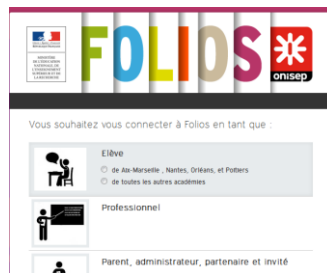 FOLIOS
onisep
Vous souhaitez vous connecter à Folios en tant que :
Elève
de Aix-Marseille , Nantes, Orléans, et Poitiers
de toutes les autres académies
Professionnel
Parent, administrateur, partenaire et invité